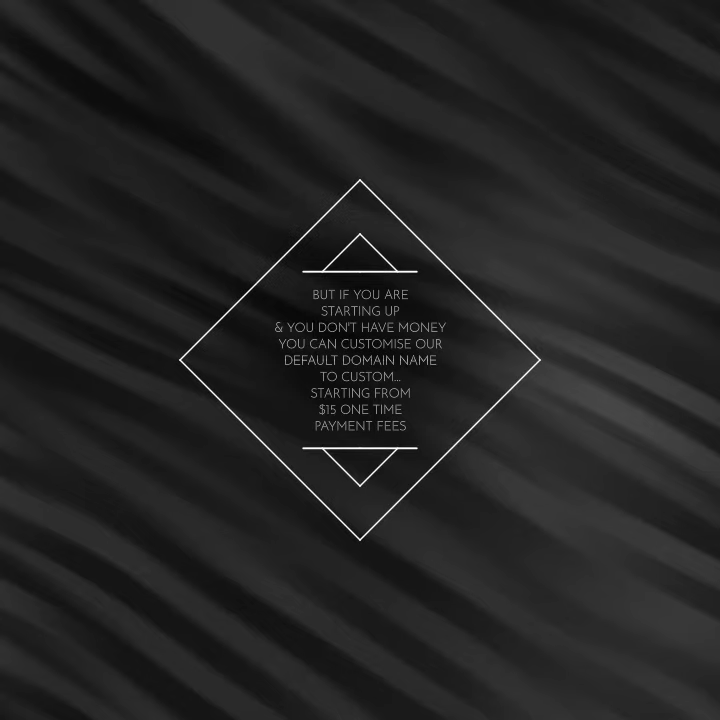 BUT IF YOU ARE
STARTING UP
& YOU DON'T HAVE MONEY
YOU CAN CUSTOMISE OUR
DEFAULT DOMAIN NAME
TO CUSTOM...
STARTING FROM
$15 ONE TIME
PAYMENT FEES